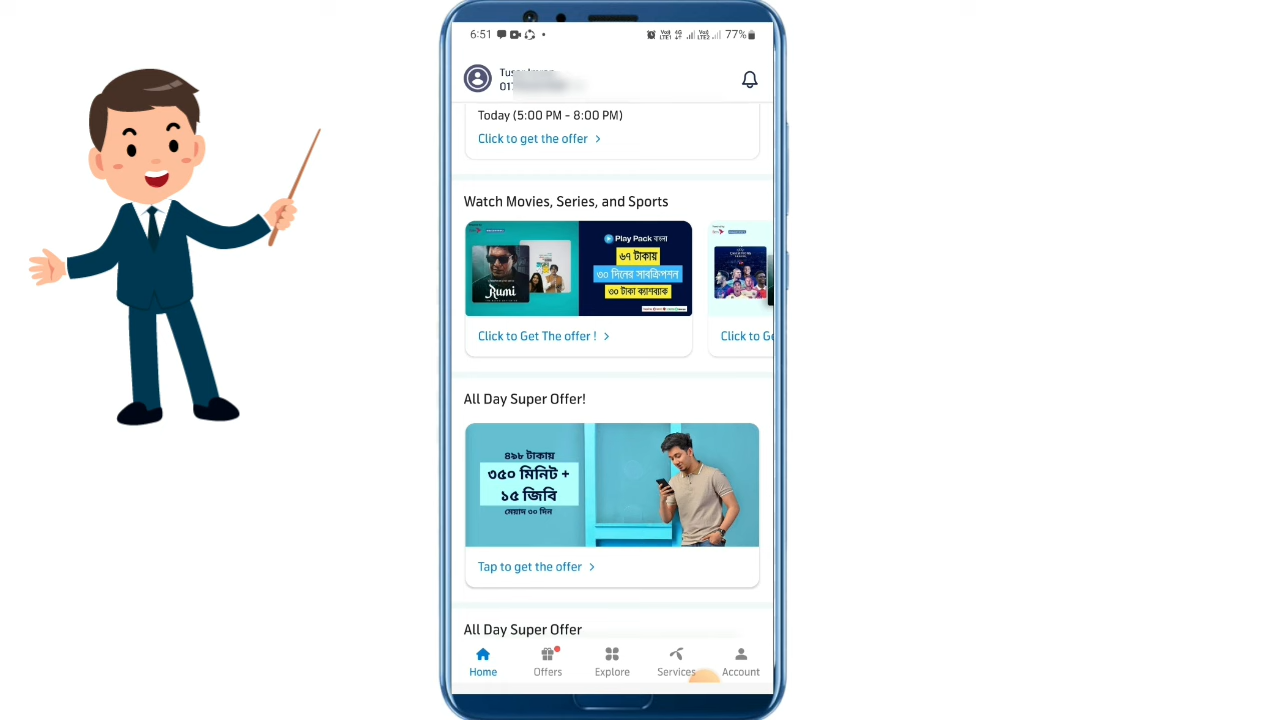 6:51
77%
017
Today (5:00 PM - 8:00 PM)
Click to get the offer >
Watch Movies, Series, and Sports
Rumi
Play Pack বাংলা
৬৭ টাকায়
৩০ দিনের সাবস্ক্রিপশন
৩০ টাকা ক্যাশব্যাক
Click to Get The offer ! >
Click to Ge
All Day Super Offer!
৪৯৮ টাকায়
৩৫০ মিনিট +
১৫ জিবি
মেয়াদ ৩০ দিন
Tap to get the offer >
All Day Super Offer
Home Offers Explore Services Account